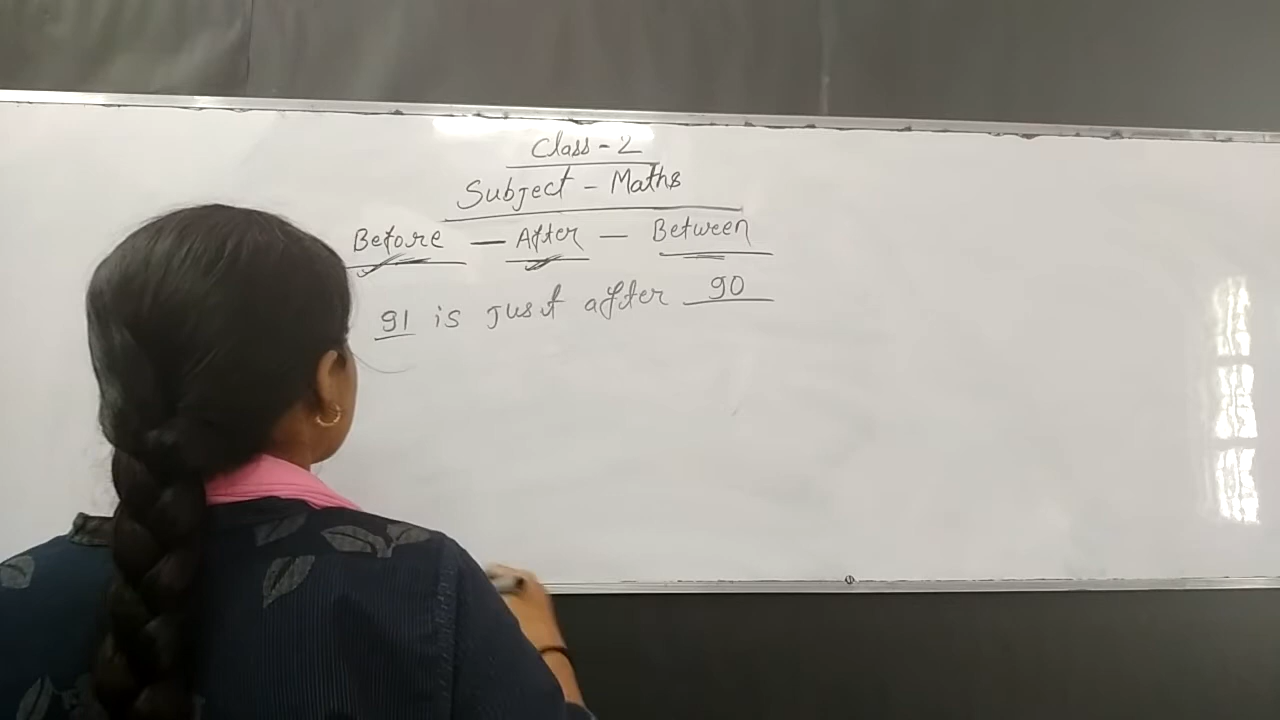 Class - 2
Subject - Maths
Before - After - Between
91 is just after 90